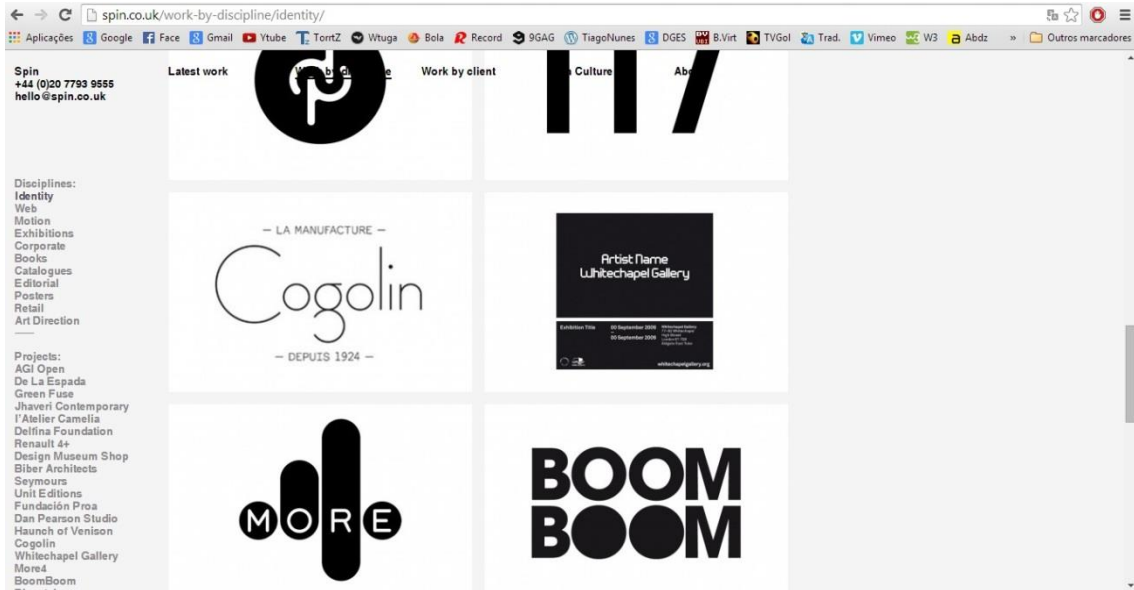 spin.co.uk/work-by-discipline/identity/
Aplicações Google Face Gmail Ytube TorrtZ Wtuga Bola Record 9GAG TiagoNunes DGES B.Virt TVGol Trad. Vimeo W3 Abdz » Outros marcadores
Spin
+44 (0)20 7793 9555
hello@spin.co.uk
Latest work Work by client Culture
Disciplines:
Identity
Web
Motion
Exhibitions
Corporate
Books
Catalogues
Editorial
Posters
Retail
Art Direction
Projects:
AGI Open
De La Espada
Green Fuse
Jhaveri Contemporary
l'Atelier Camelia
Delfina Foundation
Renault 4+
Design Museum Shop
Biber Architects
Seymours
Unit Editions
Fundación Proa
Dan Pearson Studio
Haunch of Venison
Cogolin
Whitechapel Gallery
More4
BoomBoom
– LA MANUFACTURE –
Cogolin
– DEPUIS 1924 –
Artist Name
Whitechapel Gallery
Exhibition Title 00 September 2009 Whitechapel Gallery
00 September 2009
whitechapelgallery.org
MORE
BOOM
BOOM